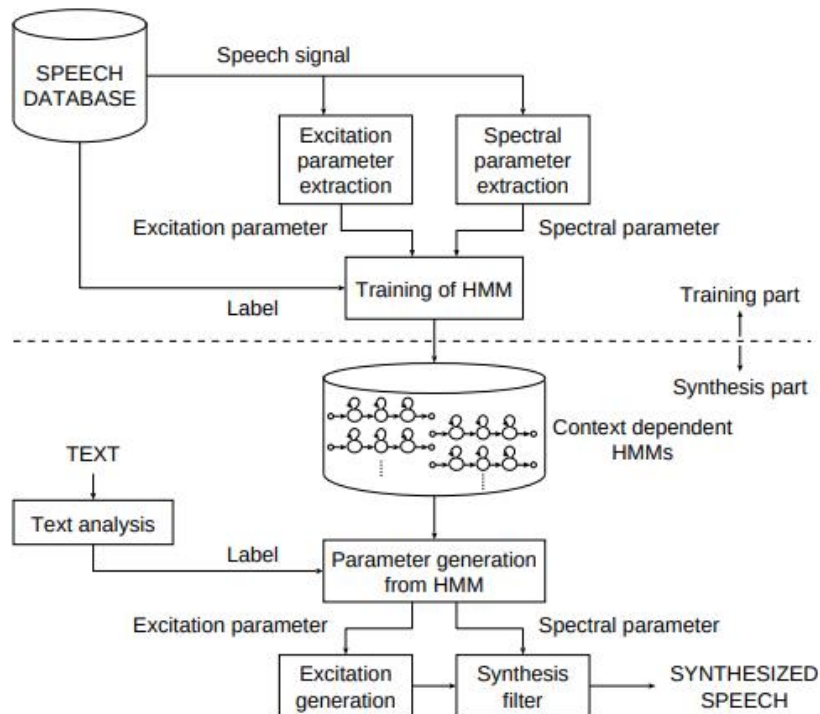 Speech signal
SPEECH
DATABASE
Excitation
parameter
extraction
Spectral
parameter
extraction
Excitation parameter
Spectral parameter
Training of HMM
Label
Training part
Synthesis part
Context dependent
HMMs
TEXT
Text analysis
Label
Parameter generation
from HMM
Excitation parameter
Spectral parameter
Excitation
generation
Synthesis
filter
SYNTHESIZED
SPEECH